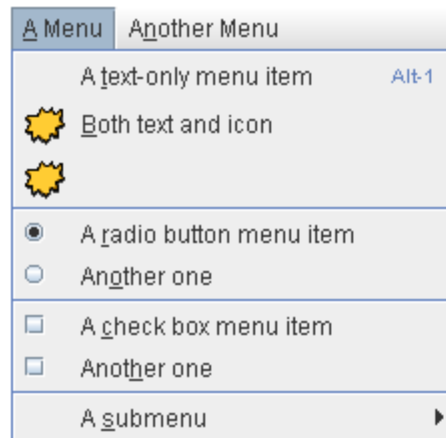 A Menu Another Menu
A text-only menu item Alt-1
Both text and icon
A radio button menu item
Another one
A check box menu item
Another one
A submenu